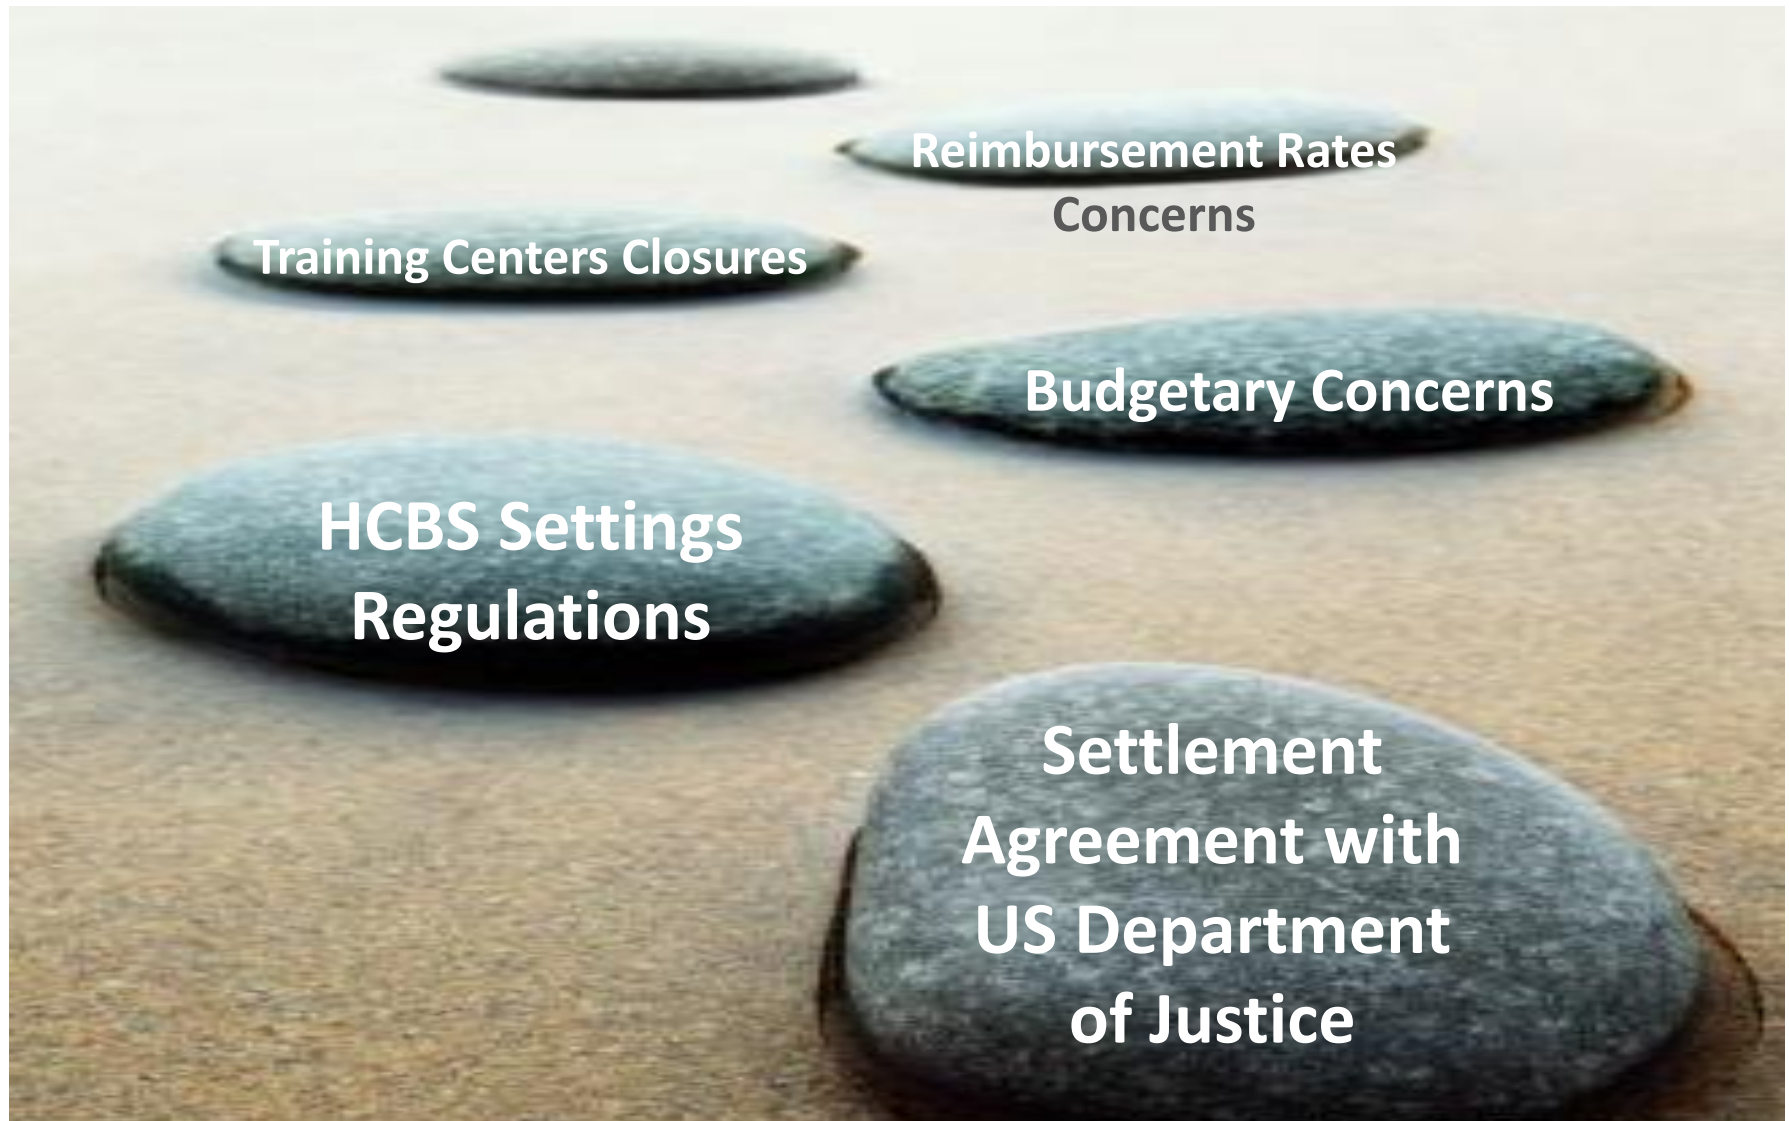 Reimbursement Rates
Concerns
Training Centers Closures
Budgetary Concerns
HCBS Settings
Regulations
Settlement
Agreement with
US Department
of Justice